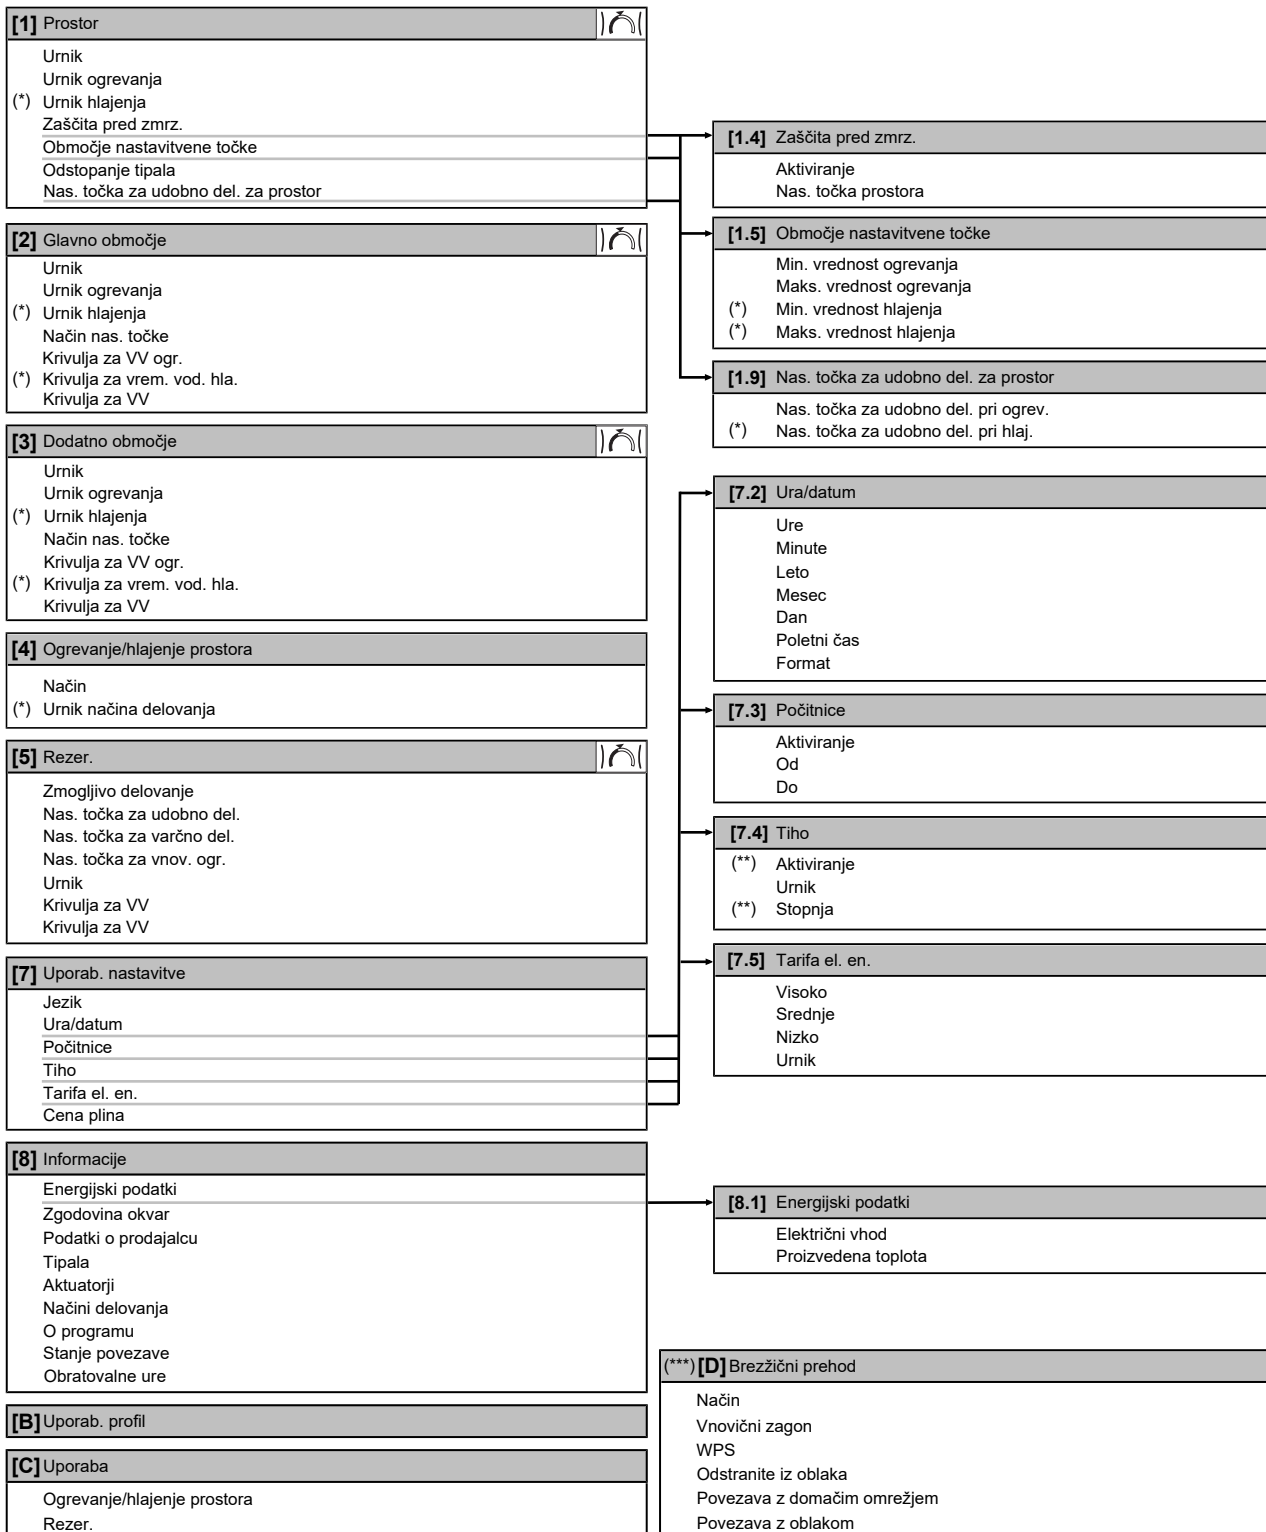 [1] Prostor
Urnik
Urnik ogrevanja
(*) Urnik hlajenja
Zaščita pred zmrz.
Območje nastavitvene točke
Odstopanje tipala
Nas. točka za udobno del. za prostor
[2] Glavno območje
Urnik
Urnik ogrevanja
(*) Urnik hlajenja
Način nas. točke
Krivulja za VV ogr.
(*) Krivulja za vrem. vod. hla.
Krivulja za VV
[3] Dodatno območje
Urnik
Urnik ogrevanja
(*) Urnik hlajenja
Način nas. točke
Krivulja za VV ogr.
(*) Krivulja za vrem. vod. hla.
Krivulja za VV
[4] Ogrevanje/hlajenje prostora
Način
(*) Urnik načina delovanja
[5] Rezer.
Zmogljivo delovanje
Nas. točka za udobno del.
Nas. točka za varčno del.
Nas. točka za vnov. ogr.
Urnik
Krivulja za VV
Krivulja za VV
[7] Uporab. nastavitve
Jezik
Ura/datum
Počitnice
Tiho
Tarifa el. en.
Cena plina
[8] Informacije
Energijski podatki
Zgodovina okvar
Podatki o prodajalcu
Tipala
Aktuatorji
Načini delovanja
O programu
Stanje povezave
Obratovalne ure
[B] Uporab. profil
[C] Uporaba
Ogrevanje/hlajenje prostora
Rezer.
[1.4] Zaščita pred zmrz.
Aktiviranje
Nas. točka prostora
[1.5] Območje nastavitvene točke
Min. vrednost ogrevanja
Maks. vrednost ogrevanja
(*) Min. vrednost hlajenja
(*) Maks. vrednost hlajenja
[1.9] Nas. točka za udobno del. za prostor
Nas. točka za udobno del. pri ogrev.
(*) Nas. točka za udobno del. pri hlaj.
[7.2] Ura/datum
Ure
Minute
Leto
Mesec
Dan
Poletni čas
Format
[7.3] Počitnice
Aktiviranje
Od
Do
[7.4] Tiho
(**) Aktiviranje
Urnik
(**) Stopnja
[7.5] Tarifa el. en.
Visoko
Srednje
Nizko
Urnik
[8.1] Energijski podatki
Električni vhod
Proizvedena toplota
(***) [D] Brezžični prehod
Način
Vnovični zagon
WPS
Odstranite iz oblaka
Povezava z domačim omrežjem
Povezava z oblakom